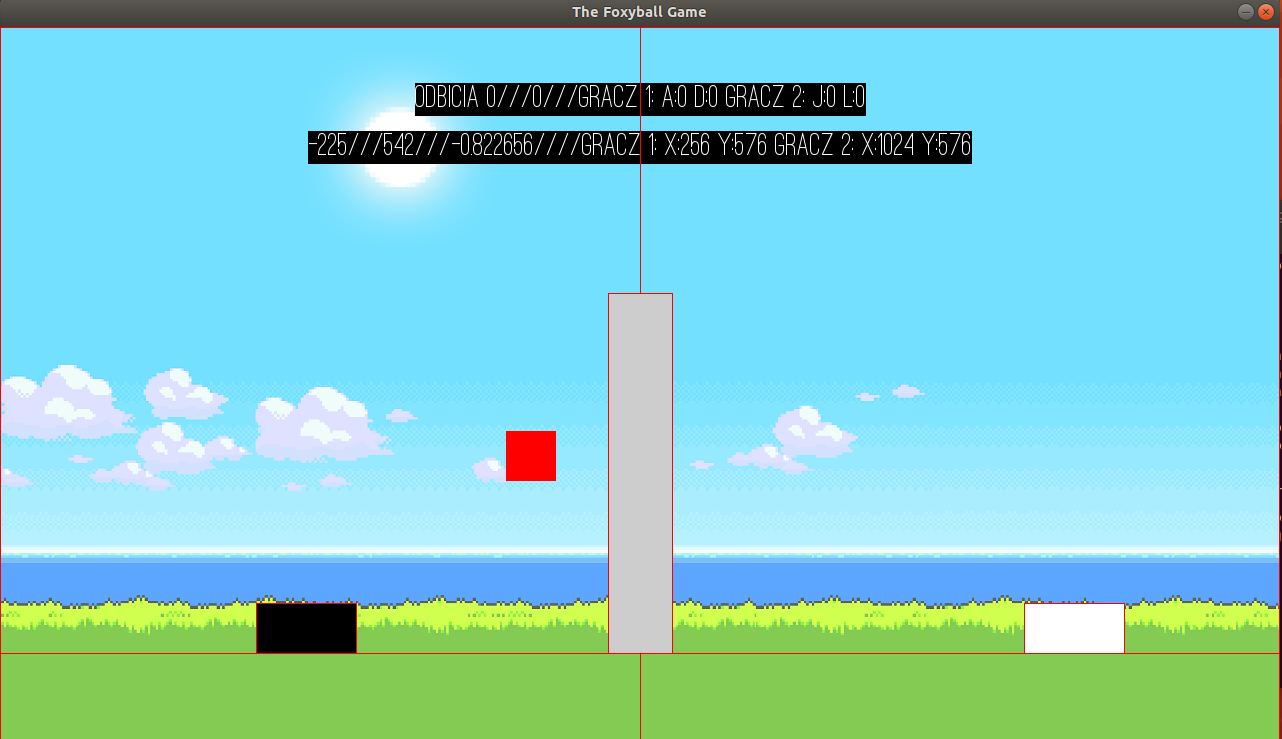 The Foxyball Game
ODBICIA 0///0///GRACZ 1: A:0 D:0 GRACZ 2: J:0 L:0
-225///542///-0.822656////GRACZ 1: X:256 Y:576 GRACZ 2: X:1024 Y:576